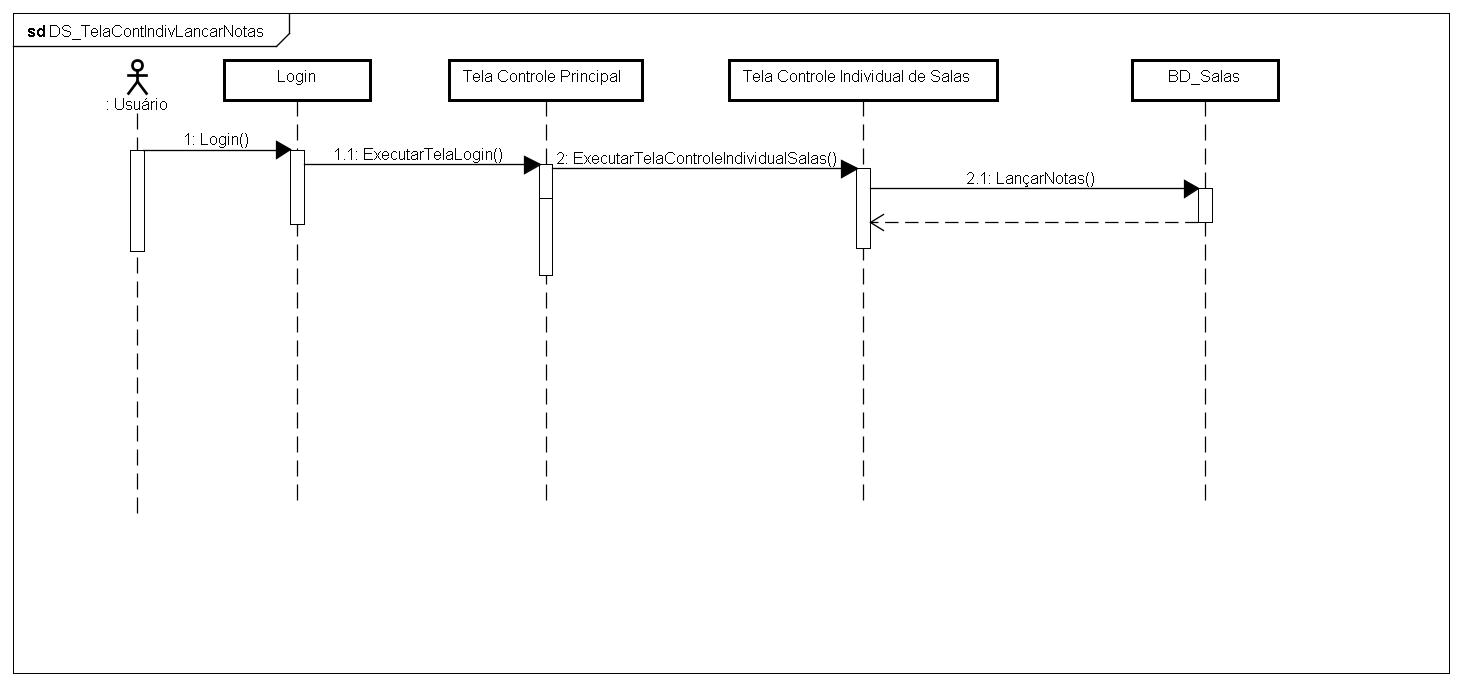 sd DS_TelaContIndivLancarNotas
: Usuário
Login
Tela Controle Principal
Tela Controle Individual de Salas
BD_Salas
1: Login()
1.1: ExecutarTelaLogin()
2: ExecutarTelaControleIndividualSalas()
2.1: LançarNotas()